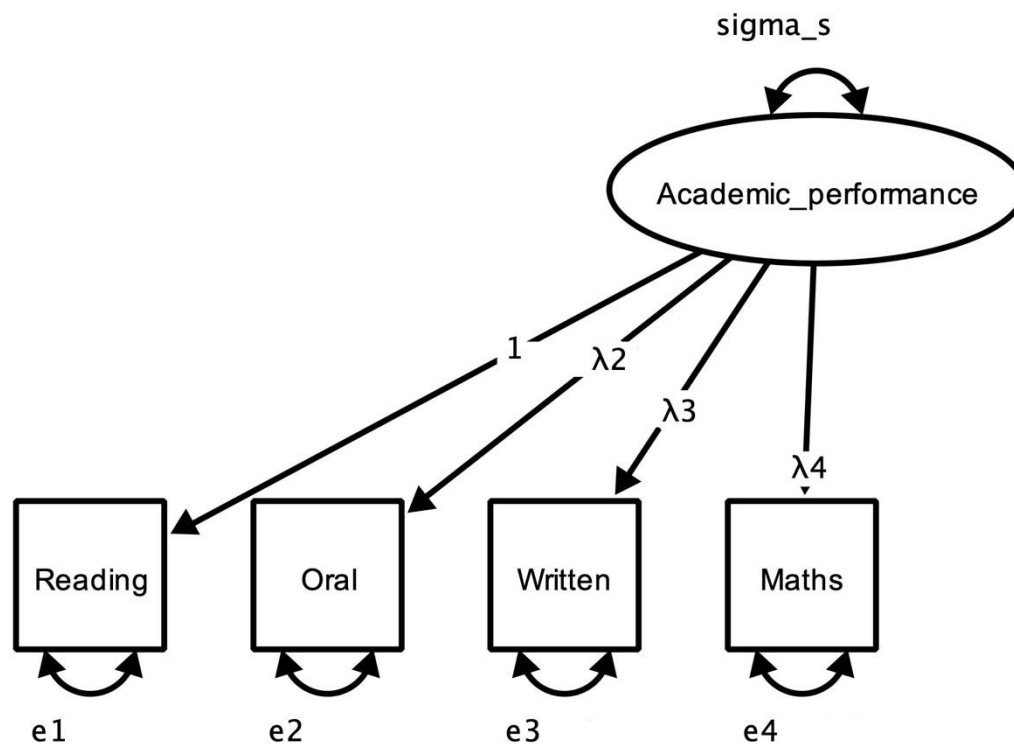 sigma_s
Academic_performance
1
λ2
λ3
λ4
Reading
Oral
Written
Maths
e1
e2
e3
e4